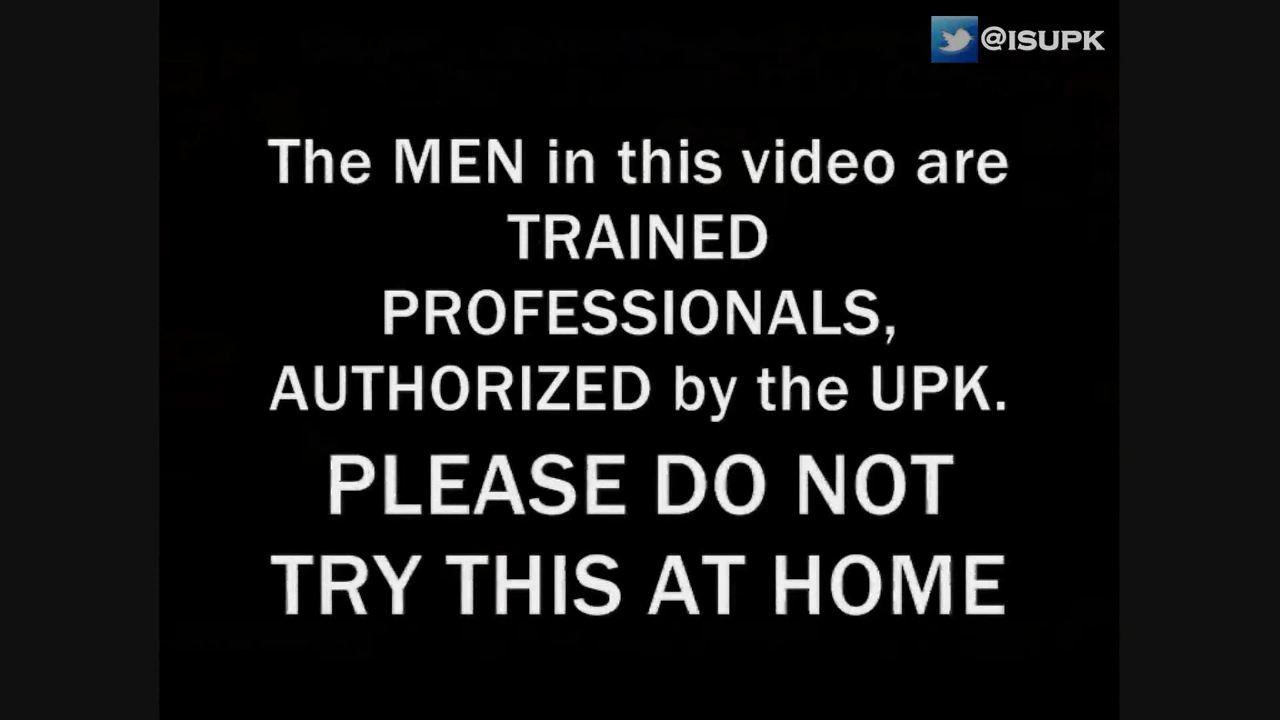 @ISUPK
The MEN in this video are
TRAINED
PROFESSIONALS,
AUTHORIZED by the UPK.
PLEASE DO NOT
TRY THIS AT HOME